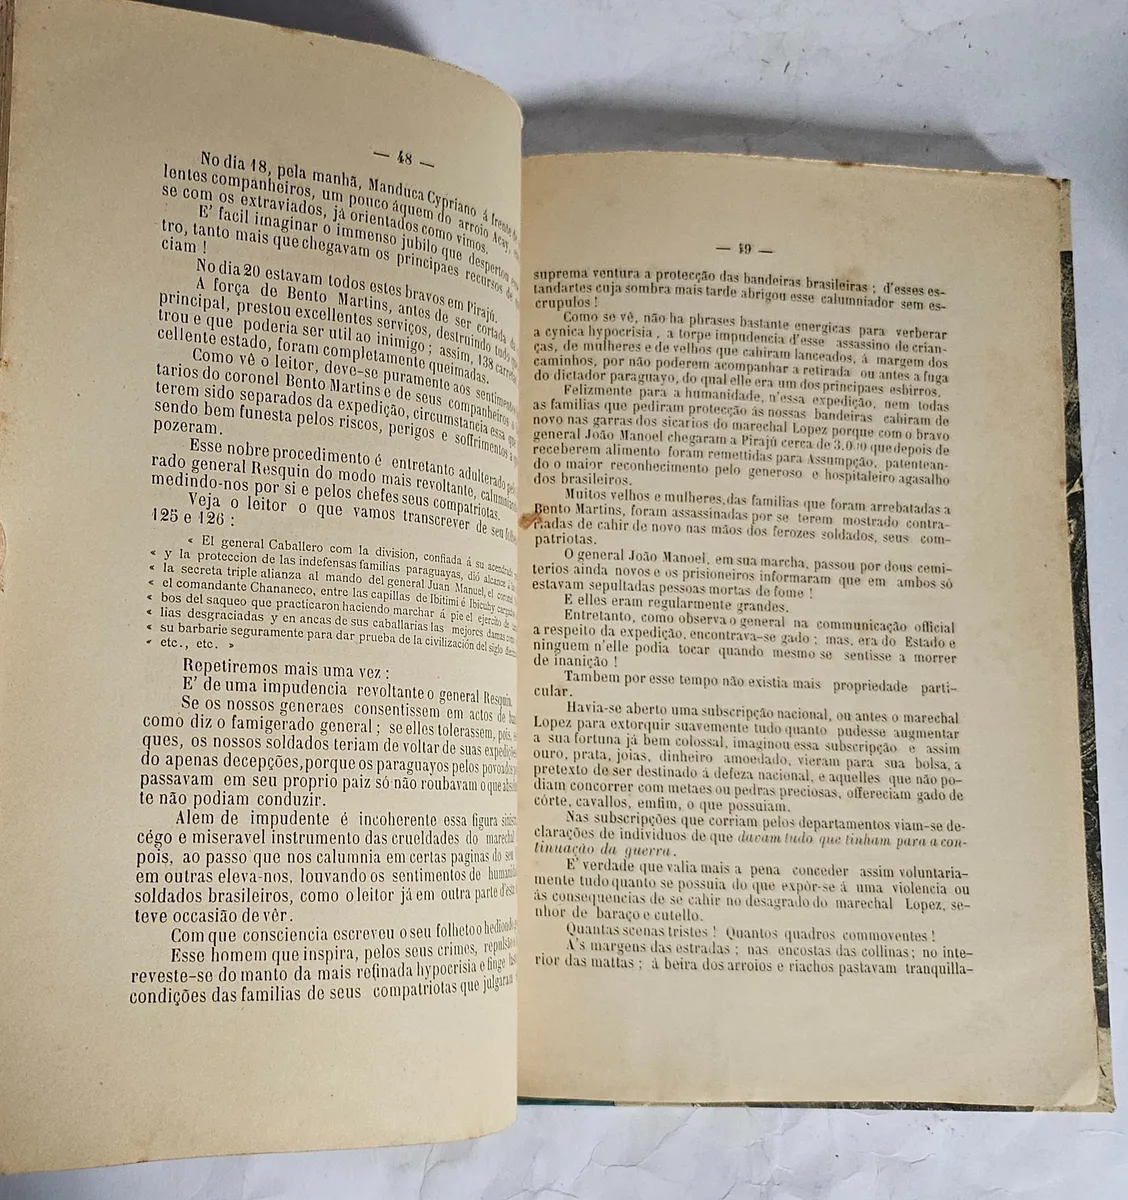 — 48 —
No dia 18, pela manhã, Manduca Cypriano á frente
lentes companheiros, um pouco áquem do arroio Acay,
se com os extraviados, já orientados como vimos.
E' facil imaginar o immenso jubilo que despertou
tro, tanto mais que chegavam os principaes recursos de
ciam !
No dia 20 estavam todos estes bravos em Pirajú.
A força de Bento Martins, antes de ser cortada da
principal, prestou excellentes serviços, destruindo tudo
trou e que poderia ser util ao inimigo ; assim, 138
cellente estado, foram completamente queimadas.
Como vê o leitor, deve-se puramente aos
tarios do coronel Bento Martins e de seus companheiros
terem sido separados da expedição, circumstancia essa que
sendo bem funesta pelos riscos, perigos e soffrimentos
pozeram.
Esse nobre procedimento é entretanto adulterado
rado general Resquin do modo mais revoltante,
medindo-nos por si e pelos chefes seus compatriotas.
Veja o leitor o que vamos transcrever de seu
125 e 126 :
« El general Caballero com la division, confiada á su
« y la proteccion de las indefensas familias paraguayas, dió alcance
« la secreta triple alianza al mando del general Juan Manuel, el
« el comandante Chananeco, entre las capillas de Ibitimi é Ibicuhy
« bos del saqueo que practicaron haciendo marchar á pie el ejercito de
« lias desgraciadas y en ancas de sus caballarias las mejores damas
« su barbarie seguramente para dar prueba de la civilización del siglo
« etc., etc. »
Repetiremos mais uma vez :
E' de uma impudencia revoltante o general Resquin.
Se os nossos generaes consentissem em actos de
como diz o famigerado general ; se elles tolerassem, pois,
ques, os nossos soldados teriam de voltar de suas
do apenas decepções, porque os paraguayos pelos
passavam em seu proprio paiz só não roubavam o que
te não podiam conduzir.
Alem de impudente é incoherente essa figura
cégo e miseravel instrumento das crueldades do marechal
pois, ao passo que nos calumnia em certas paginas do seu
em outras eleva-nos, louvando os sentimentos de
soldados brasileiros, como o leitor já em outra parte
teve occasião de vêr.
Com que consciencia escreveu o seu folheto o hediondo
Esse homem que inspira, pelos seus crimes,
reveste-se do manto da mais refinada hypocrisia e finge
condições das familias de seus compatriotas que julgaram
— 49 —
suprema ventura a protecção das bandeiras brasileiras ; d'esses es-
tandartes cuja sombra mais tarde abrigou esse calumniador sem es-
crupulos !
Como se vê, não ha phrases bastante energicas para verberar
a cynica hypocrisia , a torpe impudencia d'esse assassino de crian-
ças, de mulheres e de velhos que cahiram lanceados, á margem dos
caminhos, por não poderem acompanhar a retirada ou antes a fuga
do dictador paraguayo, do qual elle era um dos principaes esbirros.
Felizmente para a humanidade, n'essa expedição, nem todas
as familias que pediram protecção ás nossas bandeiras cahiram de
novo nas garras dos sicarios do marechal Lopez porque com o bravo
general João Manoel chegaram a Pirajú cerca de 3.000 que depois de
receberem alimento foram remettidas para Assumpção, patentean-
do o maior reconhecimento pelo generoso e hospitaleiro agasalho
dos brasileiros.
Muitos velhos e mulheres, das familias que foram arrebatadas a
Bento Martins, foram assassinadas por se terem mostrado contra-
riadas de cahir de novo nas mãos dos ferozes soldados, seus com-
patriotas.
O general João Manoel, em sua marcha, passou por dous cemi-
terios ainda novos e os prisioneiros informaram que em ambos só
estavam sepultadas pessoas mortas de fome !
E elles eram regularmente grandes.
Entretanto, como observa o general na communicação official
a respeito da expedição, encontrava-se gado ; mas, era do Estado e
ninguem n'elle podia tocar quando mesmo se sentisse a morrer
de inanição !
Tambem por esse tempo não existia mais propriedade parti-
cular.
Havia-se aberto uma subscripção nacional, ou antes o marechal
Lopez para extorquir suavemente tudo quanto pudesse augmentar
a sua fortuna já bem colossal, imaginou essa subscripção e assim
ouro, prata, joias, dinheiro amoedado, vieram para sua bolsa, a
pretexto de ser destinado á defeza nacional, e aquelles que não po-
diam concorrer com metaes ou pedras preciosas, offereciam gado de
córte, cavallos, emfim, o que possuiam.
Nas subscripções que corriam pelos departamentos viam-se de-
clarações de individuos de que davam tudo que tinham para a con-
tinuação da guerra.
E' verdade que valia mais a pena conceder assim voluntaria-
mente tudo quanto se possuia do que expôr-se á uma violencia ou
ás consequencias de se cahir no desagrado do marechal Lopez, se-
nhor de baraço e cutello.
Quantas scenas tristes ! Quantos quadros commoventes !
A's margens das estradas ; nas encostas das collinas ; no inte-
rior das mattas ; á beira dos arroios e riachos pastavam tranquilla-